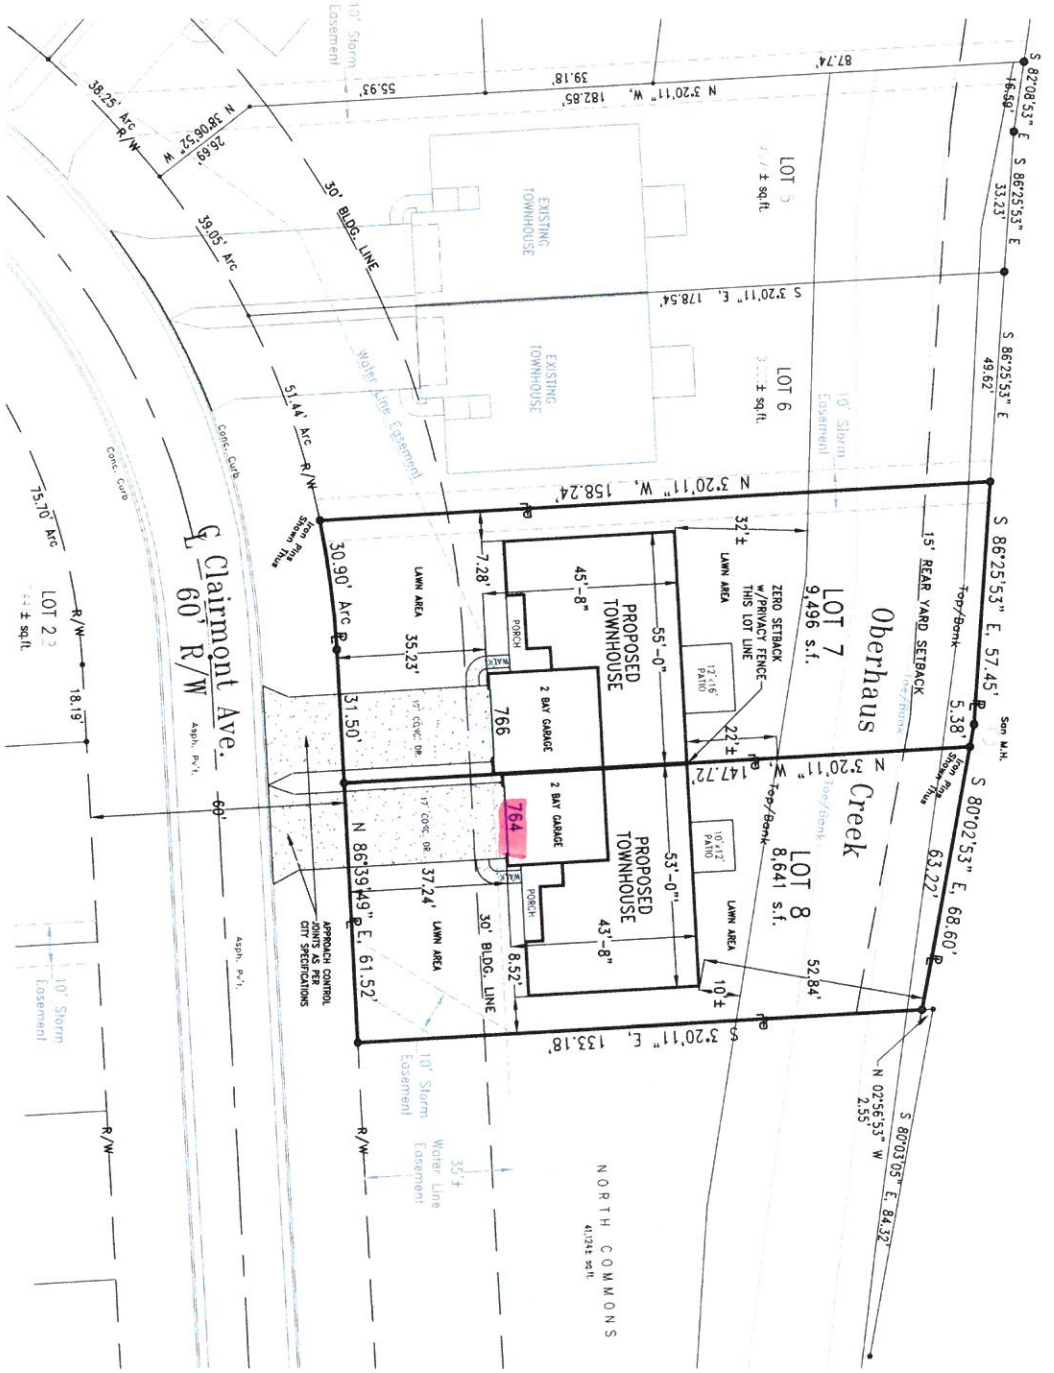 S 82°08'53" E
16.59'
S 86°25'53" E
33.23'
S 86°25'53" E
49.62'
S 86°25'53" E, 57.45'
5.38'
San M.H.
Iron Pins
Shown Thus
S 80°02'53" E, 68.60'
63.22'
N 02°56'53" W
2.55'
S 80°03'05" E, 84.32'
10' Storm
Easement
87.74'
39.18'
55.93'
N 3°20'11" W, 182.85'
N 38°06'52" W
26.69'
38.25' Arc
R/W
39.05' Arc
51.44' Arc
R/W
30' BLDG. LINE
LOT 5
± sq.ft.
EXISTING
TOWNHOUSE
S 3°20'11" E, 178.54'
LOT 6
± sq.ft.
EXISTING
TOWNHOUSE
Water Line Easement
10' Storm
Easement
N 3°20'11" W, 158.24'
15' REAR YARD SETBACK
Top/Bank
Top/Bank
Oberhaus
Creek
LOT 7
9,496 s.f.
32'±
LAWN AREA
ZERO SETBACK
w/PRIVACY FENCE
THIS LOT LINE
12'x16'
PATIO
22'±
N 3°20'11" W, 147.72'
Top/Bank
Top/Bank
PROPOSED
TOWNHOUSE
55'-0"
45'-8"
7.28'
PORCH
WALK
2 BAY GARAGE
766
LAWN AREA
35.23'
17' CONC. DR.
30.90' Arc
31.50'
Iron Pins
Shown Thus
LOT 8
8,641 s.f.
10'x12'
PATIO
LAWN AREA
52.84'
10'±
PROPOSED
TOWNHOUSE
53'-0"
43'-8"
8.52'
PORCH
WALK
2 BAY GARAGE
764
17' CONC. DR.
37.24'
LAWN AREA
30' BLDG. LINE
N 86°39'49" E, 61.52'
S 3°20'11" E, 133.18'
APPROACH CONTROL
JOINTS AS PER
CITY SPECIFICATIONS
10' Storm
Easement
35'±
Water Line
Easement
NORTH COMMONS
41,124± sq.ft.
R/W
Conc. Curb
Conc. Curb
℄ Clairmont Ave.
60' R/W
Asph. Pv't.
Asph. Pv't.
60'
75.70' Arc
R/W
18.19'
LOT 2
± sq.ft.
10' Storm
Easement
R/W